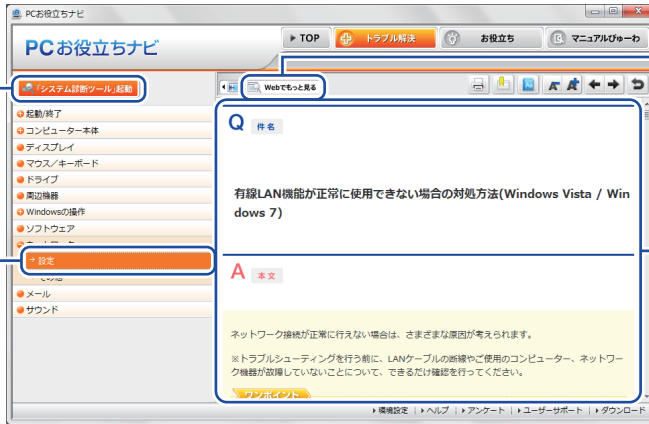 PCお役立ちナビ
PCお役立ちナビ
TOP
トラブル解決
お役立ち
マニュアルびゅーわ
「システム診断ツール」起動
Webでもっと見る
起動/終了
コンピューター本体
ディスプレイ
マウス／キーボード
ドライブ
周辺機器
Windowsの操作
ソフトウェア
設定
メール
サウンド
Q 件名
有線LAN機能が正常に使用できない場合の対処方法(Windows Vista / Win
dows 7)
A 本文
ネットワーク接続が正常に行えない場合は、さまざまな原因が考えられます。
※トラブルシューティングを行う前に、LANケーブルの断線やご使用のコンピューター、ネットワー
ク機器が故障していないことについて、できるだけ確認を行ってください。
ワンポイント
環境設定 | ヘルプ | アンケート | ユーザーサポート | ダウンロード